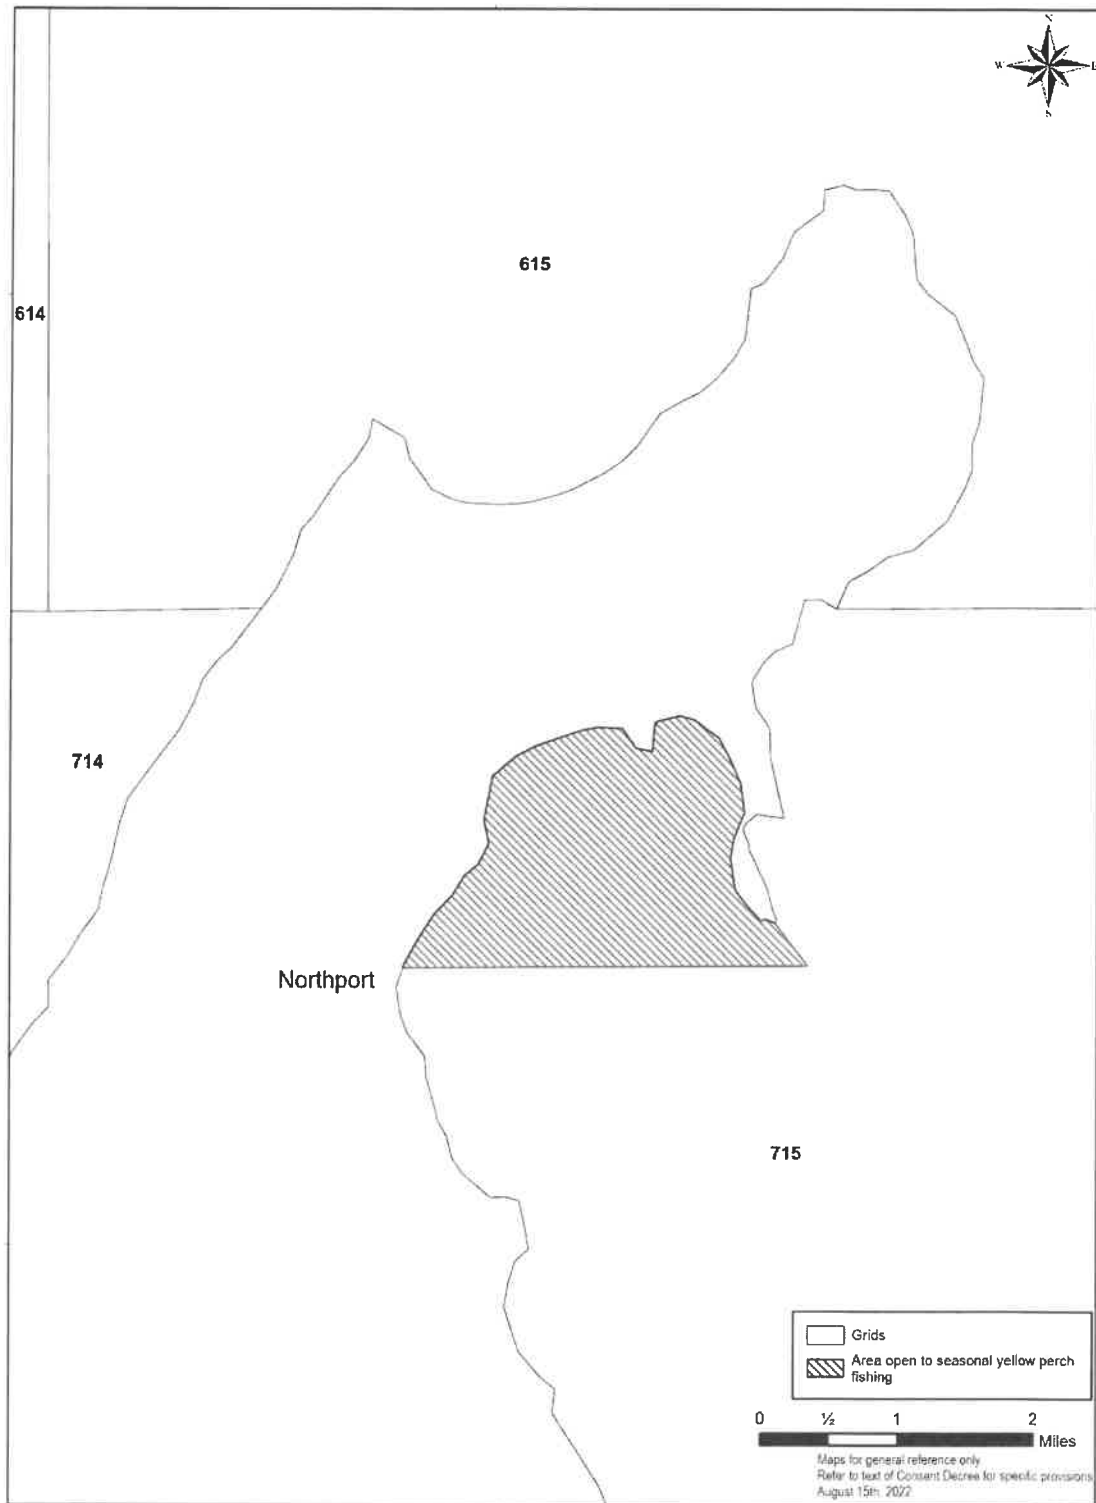 N
W E
S
615
614
714
Northport
715
Grids
Area open to seasonal yellow perch
fishing
0 ½ 1 2
Miles
Maps for general reference only
Refer to text of Consent Decree for specific provisions
August 15th, 2022